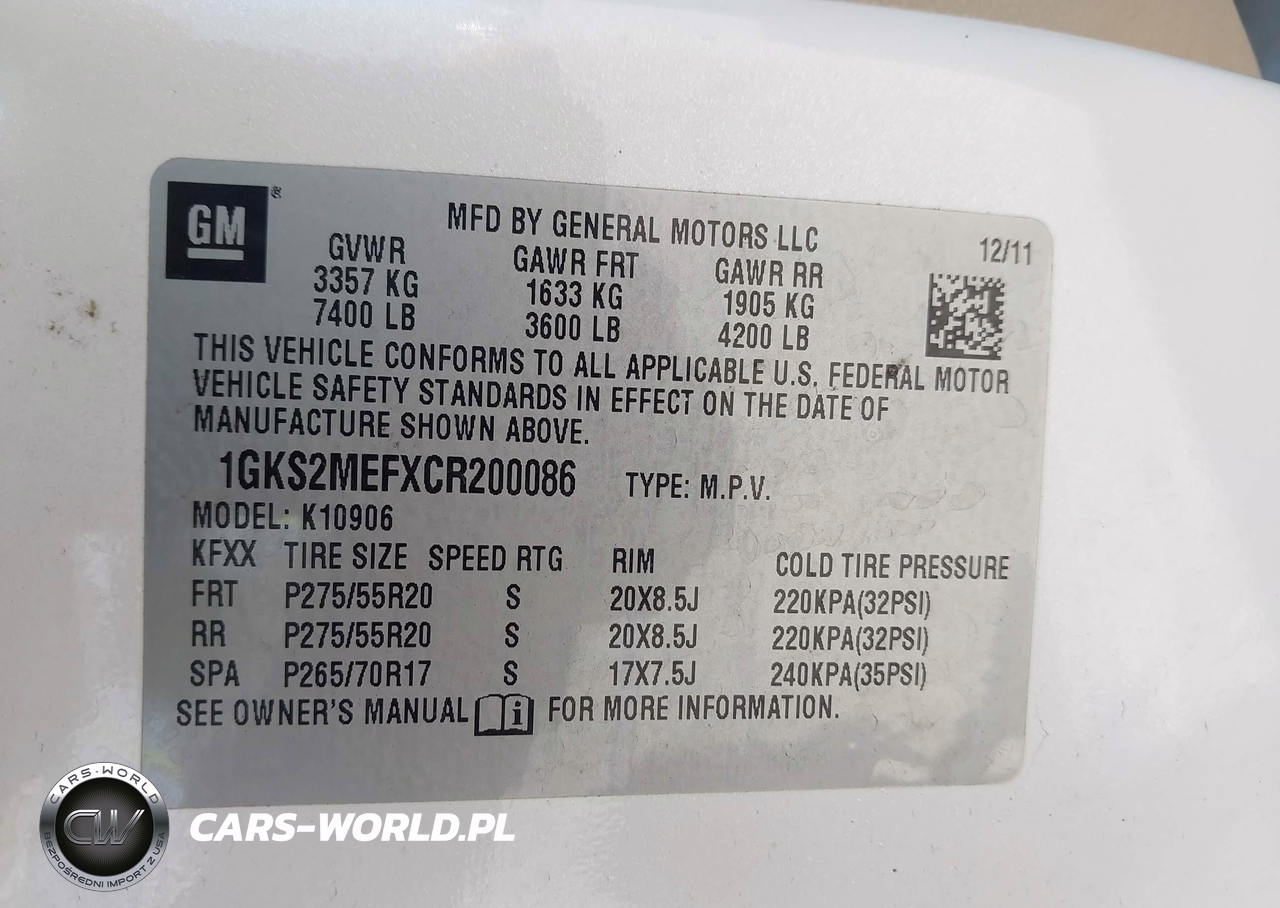 GM ®
MFD BY GENERAL MOTORS LLC
12/11
GVWR GAWR FRT GAWR RR
3357 KG 1633 KG 1905 KG
7400 LB 3600 LB 4200 LB
THIS VEHICLE CONFORMS TO ALL APPLICABLE U.S. FEDERAL MOTOR
VEHICLE SAFETY STANDARDS IN EFFECT ON THE DATE OF
MANUFACTURE SHOWN ABOVE.
1GKS2MEFXCR200086 TYPE: M.P.V.
MODEL: K10906
KFXX TIRE SIZE SPEED RTG RIM COLD TIRE PRESSURE
FRT P275/55R20 S 20X8.5J 220KPA(32PSI)
RR P275/55R20 S 20X8.5J 220KPA(32PSI)
SPA P265/70R17 S 17X7.5J 240KPA(35PSI)
SEE OWNER'S MANUAL i FOR MORE INFORMATION.
CARS-WORLD
CW
BEZPOŚREDNI IMPORT Z USA
CARS-WORLD.PL